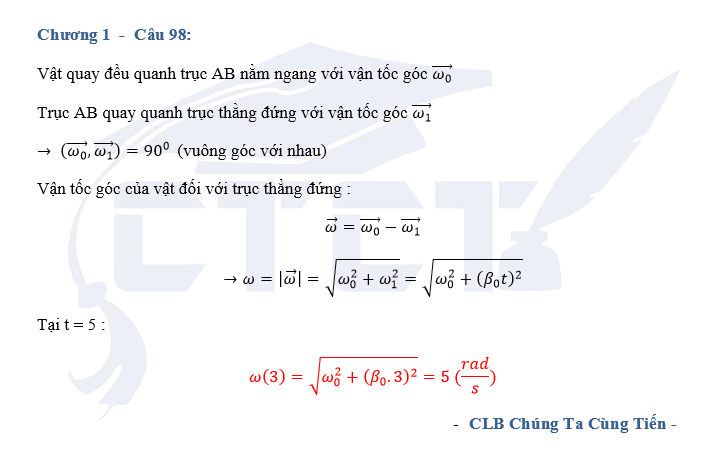 Chương 1 - Câu 98:
Vật quay đều quanh trục AB nằm ngang với vận tốc góc $\overrightarrow{\omega_0}$
Trục AB quay quanh trục thẳng đứng với vận tốc góc $\overrightarrow{\omega_1}$
→ $(\overrightarrow{\omega_0}, \overrightarrow{\omega_1}) = 90^0$ (vuông góc với nhau)
Vận tốc góc của vật đối với trục thẳng đứng :
$\vec{\omega} = \overrightarrow{\omega_0} - \overrightarrow{\omega_1}$
$\rightarrow \omega = |\vec{\omega}| = \sqrt{\omega_0^2 + \omega_1^2} = \sqrt{\omega_0^2 + (\beta_0 t)^2}$
Tại t = 5 :
$\omega(3) = \sqrt{\omega_0^2 + (\beta_0 . 3)^2} = 5 \, (\frac{rad}{s})$
- CLB Chúng Ta Cùng Tiến -
CTCT